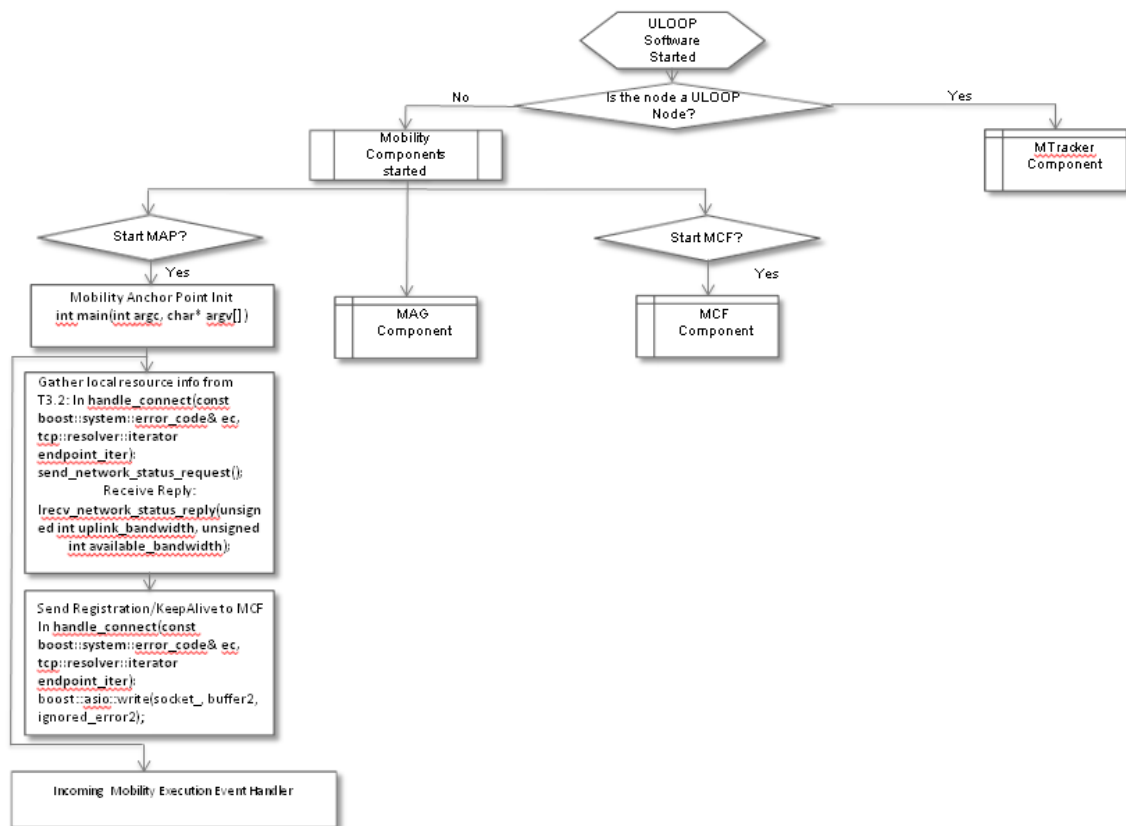 ULOOP
Software
Started
Is the node a ULOOP
Node?
No
Yes
Mobility
Components
started
MTracker
Component
Start MAP?
Start MCF?
Yes
Yes
Mobility Anchor Point Init
int main(int argc, char* argv[] )
MAG
Component
MCF
Component
Gather local resource info from
T3.2: In handle_connect(const
boost::system::error_code& ec,
tcp::resolver::iterator
endpoint_iter):
send_network_status_request();
Receive Reply:
Irecv_network_status_reply(unsign
ed int uplink_bandwidth, unsigned
int available_bandwidth);
Send Registration/KeepAlive to MCF
In handle_connect(const
boost::system::error_code& ec,
tcp::resolver::iterator
endpoint_iter):
boost::asio::write(socket_, buffer2,
ignored_error2);
Incoming Mobility Execution Event Handler